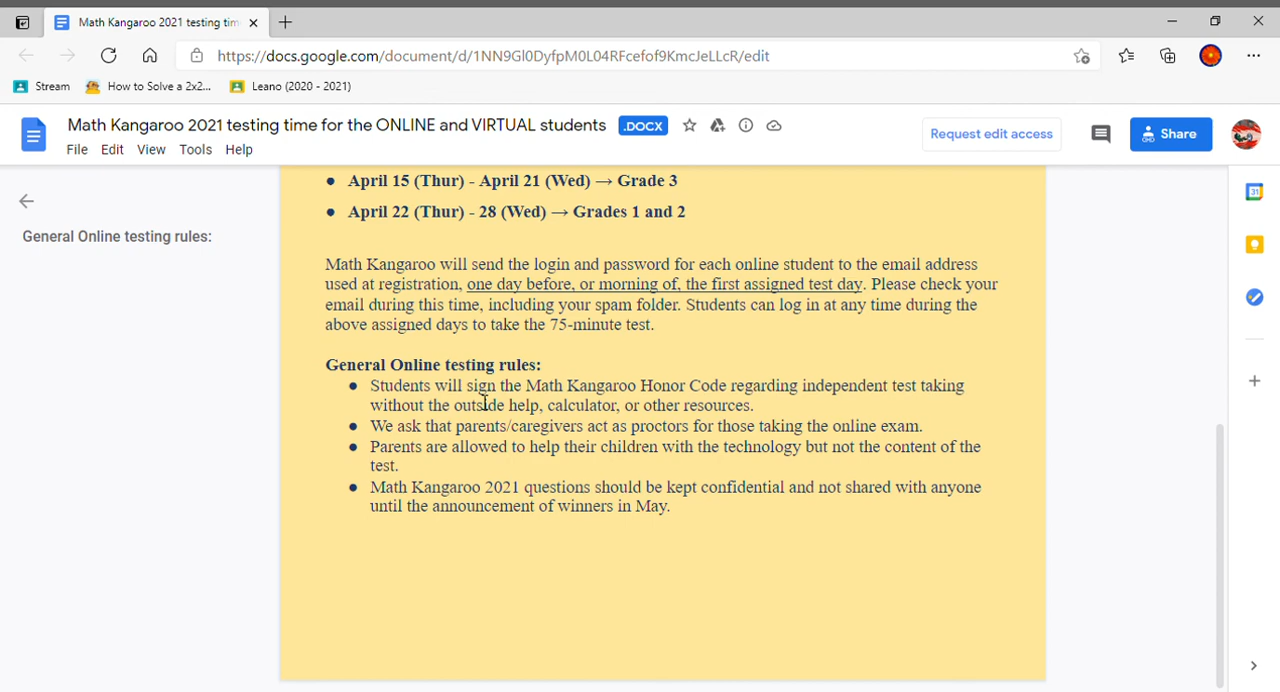 Math Kangaroo 2021 testing tim
https://docs.google.com/document/d/1NN9Gl0DyfpM0L04RFcefof9KmcJeLLcR/edit
Stream How to Solve a 2x2... Leano (2020 - 2021)
Math Kangaroo 2021 testing time for the ONLINE and VIRTUAL students .DOCX
Request edit access
Share
File Edit View Tools Help
31
General Online testing rules:
• April 15 (Thur) - April 21 (Wed) → Grade 3
• April 22 (Thur) - 28 (Wed) → Grades 1 and 2
Math Kangaroo will send the login and password for each online student to the email address
used at registration, one day before, or morning of, the first assigned test day. Please check your
email during this time, including your spam folder. Students can log in at any time during the
above assigned days to take the 75-minute test.
General Online testing rules:
• Students will sign the Math Kangaroo Honor Code regarding independent test taking
without the outside help, calculator, or other resources.
• We ask that parents/caregivers act as proctors for those taking the online exam.
• Parents are allowed to help their children with the technology but not the content of the
test.
• Math Kangaroo 2021 questions should be kept confidential and not shared with anyone
until the announcement of winners in May.